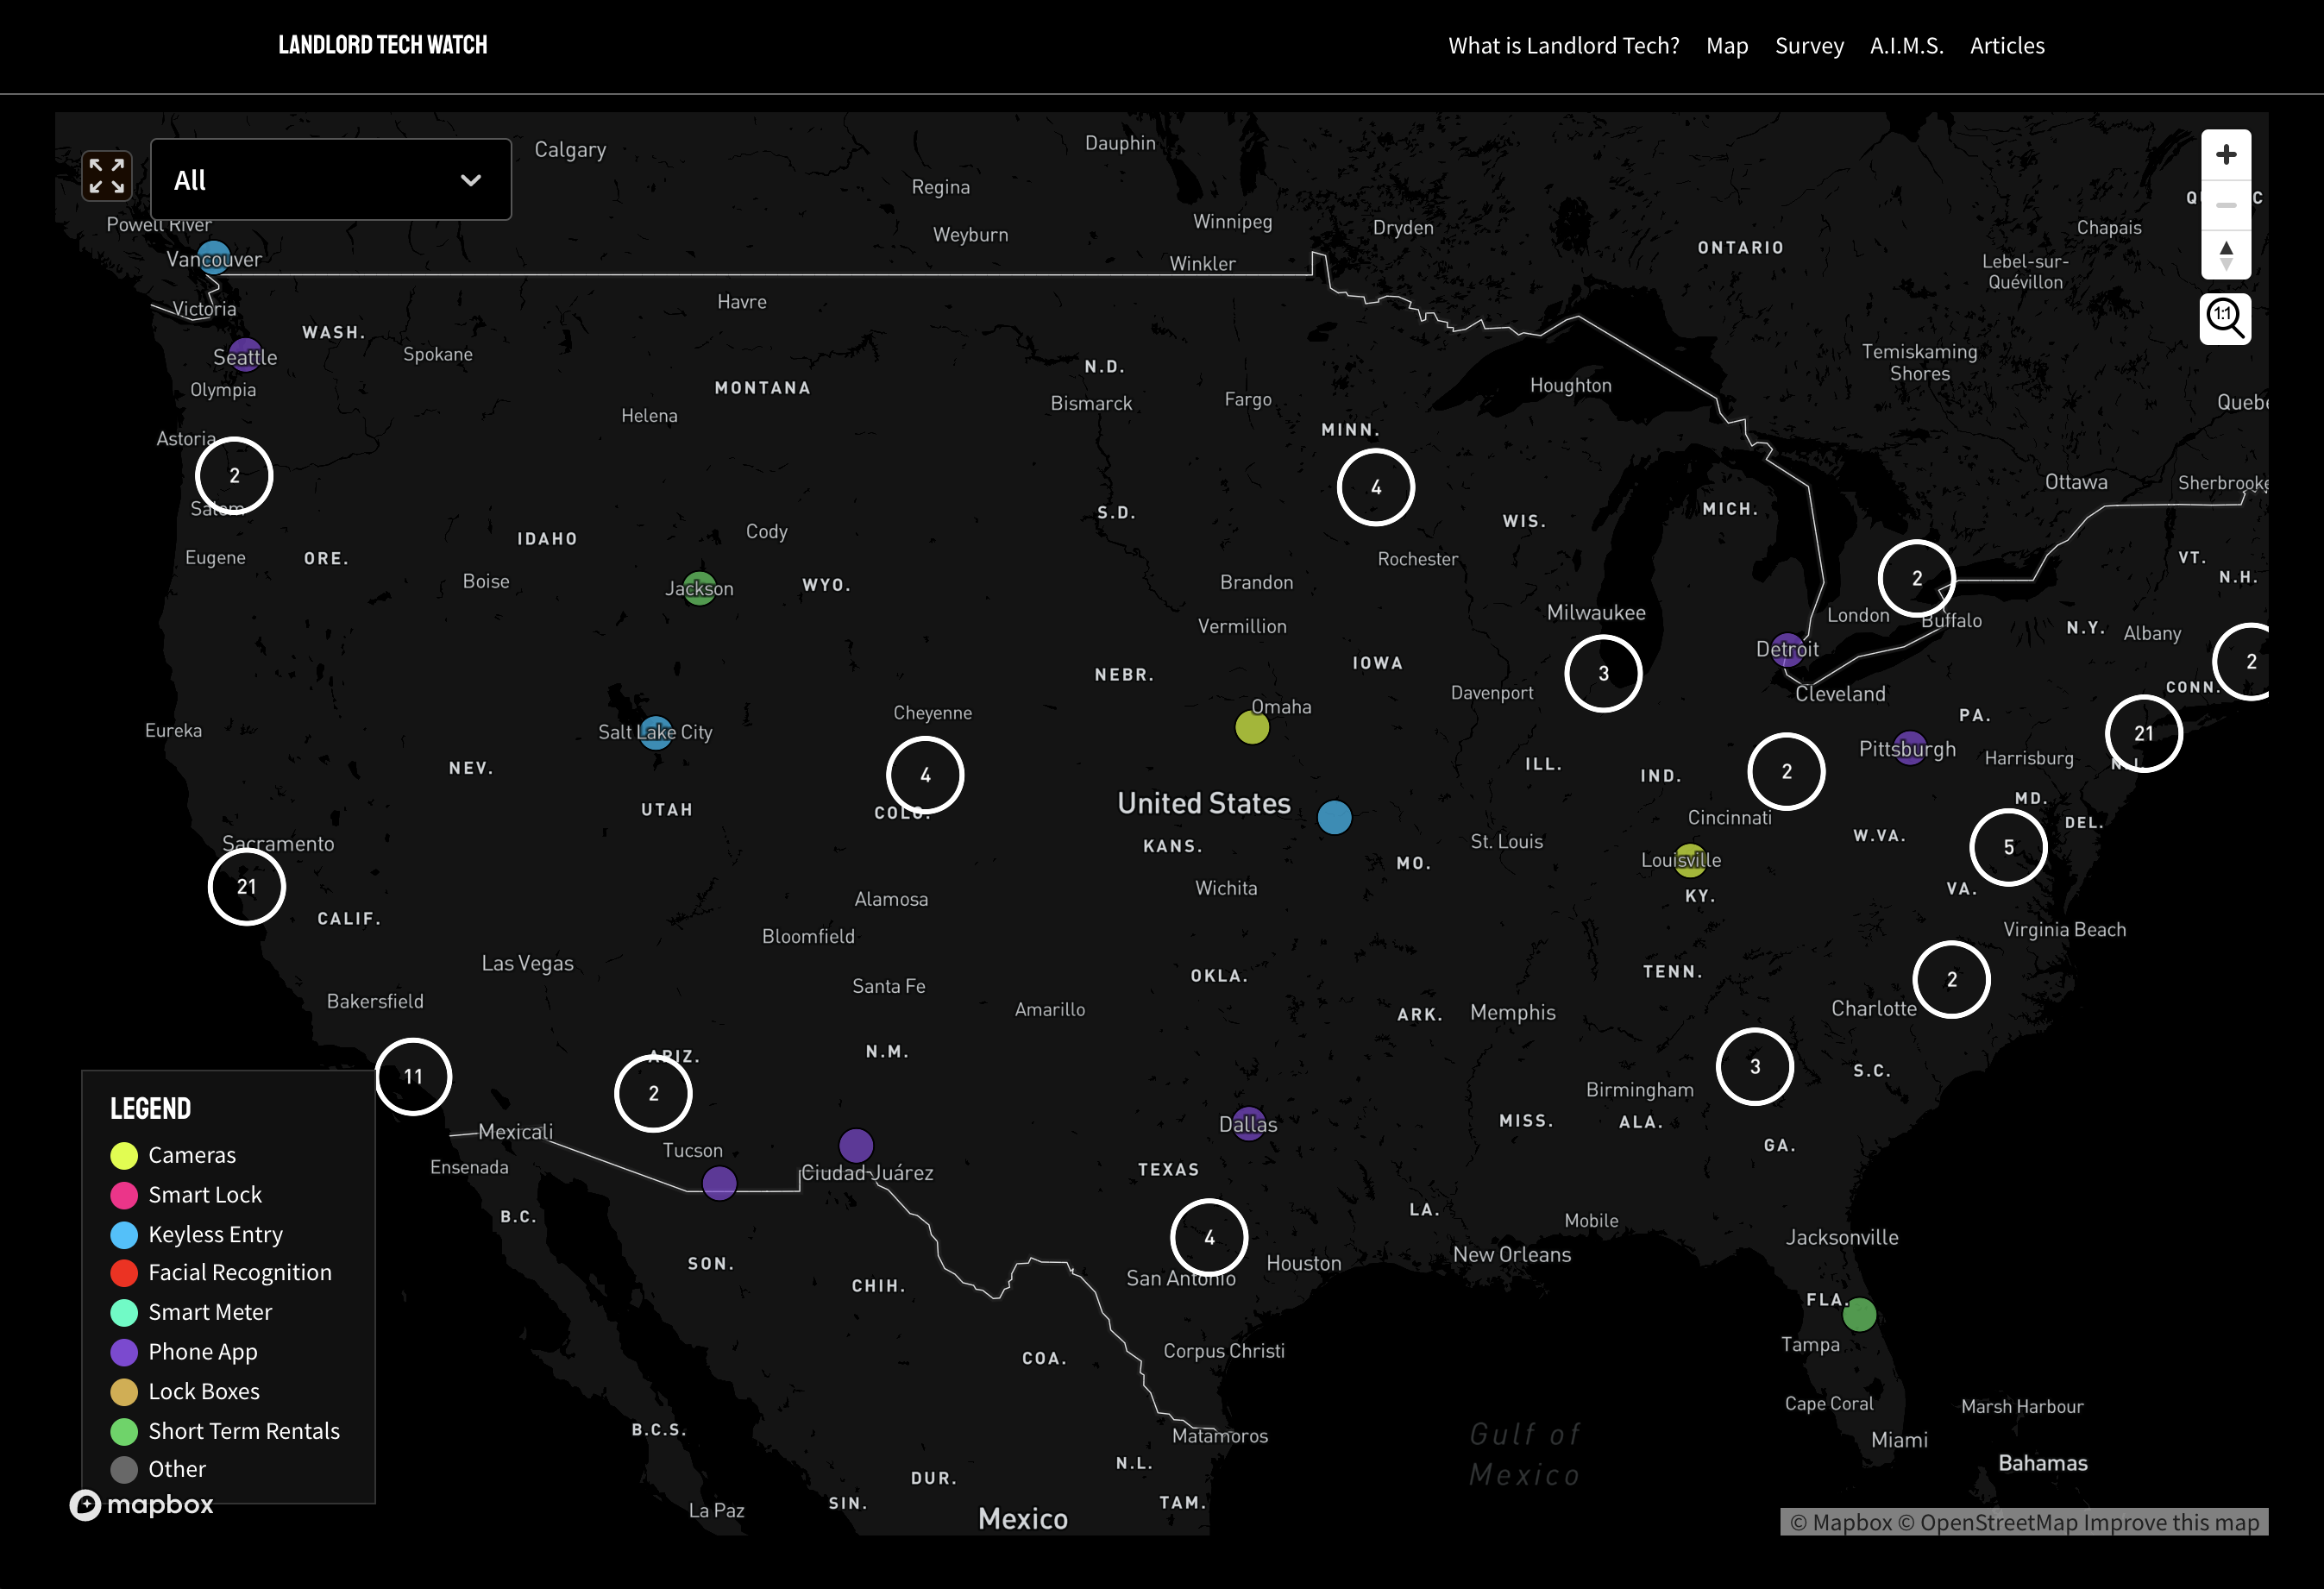 LANDLORD TECH WATCH
What is Landlord Tech? Map Survey A.I.M.S. Articles
All
Calgary
Dauphin
Regina
Powell River
Weyburn
Winnipeg
Dryden
Chapais
ONTARIO
Vancouver
Winkler
Lebel-sur-
Quévillon
Victoria
Havre
1:1
WASH.
Seattle
Spokane
Temiskaming
Shores
Olympia
MONTANA
N.D.
Houghton
Helena
Bismarck
Fargo
Quebe
Astoria
MINN.
2
4
Ottawa
Sherbrooke
Salem
S.D.
WIS.
MICH.
IDAHO
Cody
Eugene
ORE.
Rochester
VT.
N.H.
Boise
Jackson
WYO.
Brandon
2
Milwaukee
London
Buffalo
Vermillion
N.Y.
Albany
Detroit
IOWA
2
NEBR.
3
Davenport
Cleveland
CONN.
Omaha
Cheyenne
PA.
Eureka
Salt Lake City
21
Pittsburgh
Harrisburg
NEV.
4
ILL.
IND.
2
UTAH
COLO.
United States
MD.
DEL.
Cincinnati
Sacramento
KANS.
St. Louis
W.VA.
5
MO.
Louisville
21
Wichita
KY.
VA.
CALIF.
Alamosa
Virginia Beach
Bloomfield
Las Vegas
OKLA.
TENN.
2
Santa Fe
Bakersfield
Amarillo
ARK.
Memphis
Charlotte
11
ARIZ.
N.M.
3
S.C.
2
Birmingham
LEGEND
Mexicali
Dallas
MISS.
ALA.
Tucson
GA.
Cameras
Ensenada
Ciudad Juárez
TEXAS
Smart Lock
B.C.
LA.
Mobile
Keyless Entry
4
Jacksonville
SON.
Houston
New Orleans
Facial Recognition
CHIH.
San Antonio
FLA.
Smart Meter
Tampa
Phone App
COA.
Corpus Christi
Lock Boxes
Cape Coral
Marsh Harbour
Short Term Rentals
B.C.S.
Matamoros
Gulf of
Mexico
Miami
Other
DUR.
N.L.
Bahamas
mapbox
La Paz
SIN.
Mexico
TAM.
© Mapbox © OpenStreetMap Improve this map